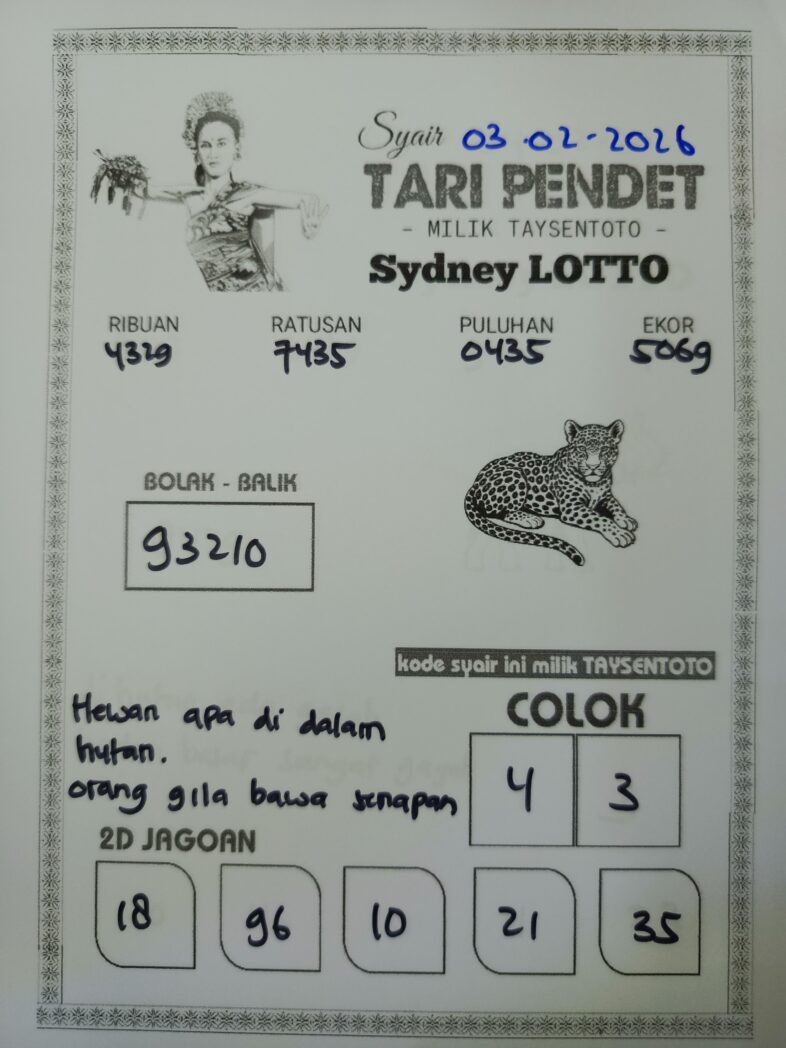 Syair 03.02-2026
TARI PENDET
- MILIK TAYSENTOTO -
Sydney LOTTO
RIBUAN RATUSAN PULUHAN EKOR
4329 7435 0435 5069
BOLAK - BALIK
93210
kode syair ini milik TAYSENTOTO
Hewan apa di dalam
hutan.
orang gila bawa senapan
COLOK
4 3
2D JAGOAN
18 96 10 21 35